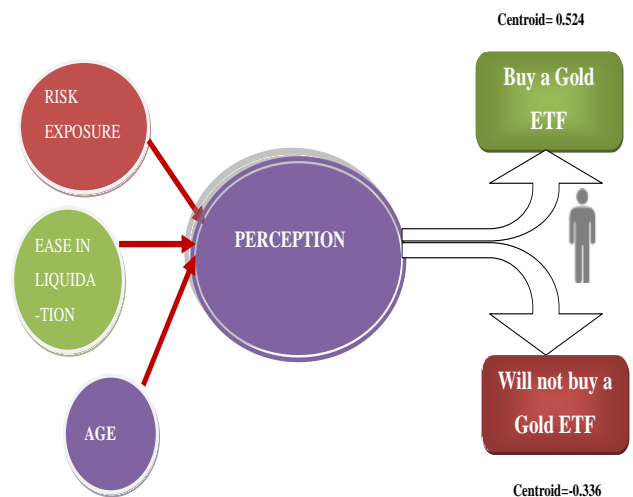 Centroid= 0.524
Buy a Gold
ETF
RISK
EXPOSURE
EASE IN
LIQUIDA
-TION
PERCEPTION
AGE
Will not buy a
Gold ETF
Centroid=-0.336